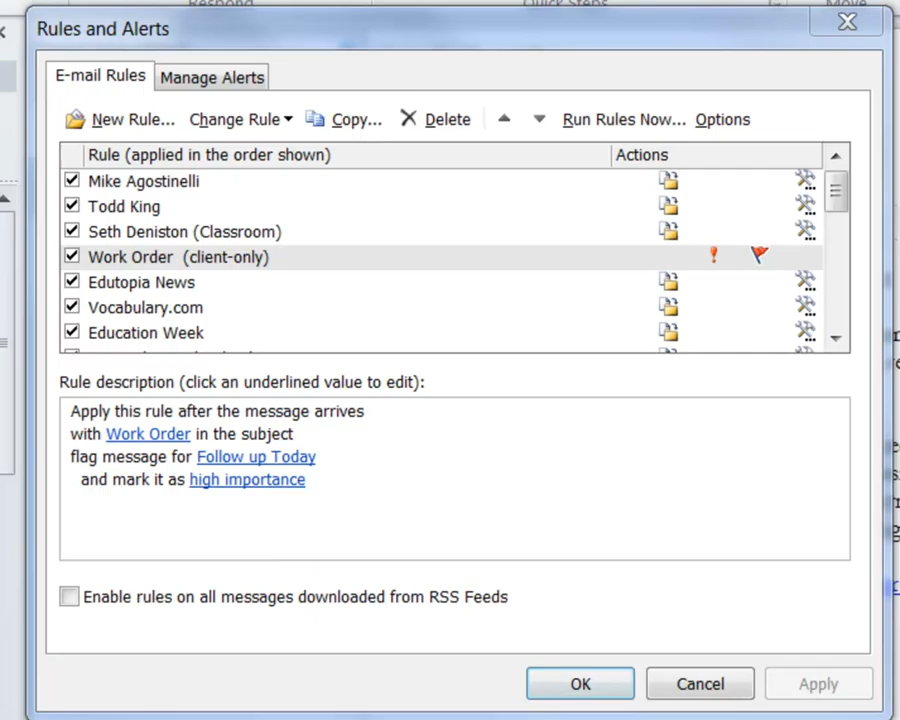 Respond
Quick Steps
Move
Rules and Alerts
E-mail Rules
Manage Alerts
New Rule...
Change Rule
Copy...
Delete
Run Rules Now...
Options
Rule (applied in the order shown)
Actions
Mike Agostinelli
Todd King
Seth Deniston (Classroom)
Work Order (client-only)
Edutopia News
Vocabulary.com
Education Week
Rule description (click an underlined value to edit):
Apply this rule after the message arrives
with Work Order in the subject
flag message for Follow up Today
and mark it as high importance
Enable rules on all messages downloaded from RSS Feeds
OK
Cancel
Apply